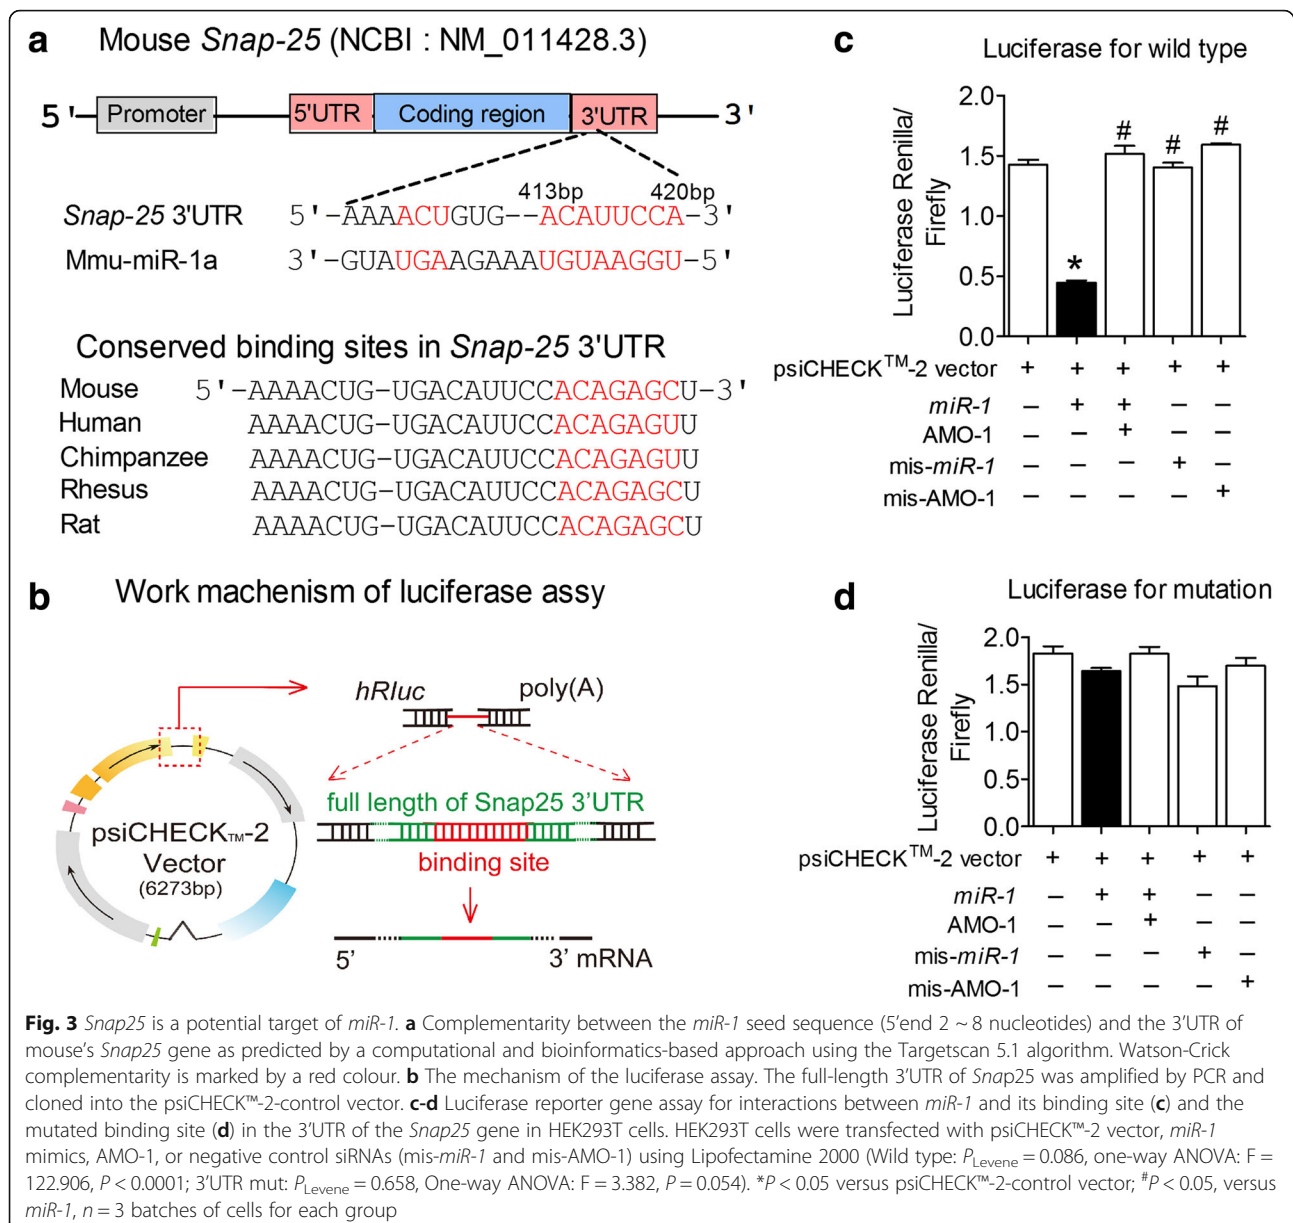 a Mouse Snap-25 (NCBI : NM_011428.3)
5'
Promoter
5'UTR
Coding region
3'UTR
3'
413bp
420bp
Snap-25 3'UTR 5'-AAAACUGUG--ACAUUCCA-3'
Mmu-miR-1a 3'-GUAUGAAGAAAUGUAAGGU-5'
Conserved binding sites in Snap-25 3'UTR
Mouse 5'-AAAACUG-UGACAUUCCACAGAGCU-3'
Human AAAACUG-UGACAUUCCACAGAGUU
Chimpanzee AAAACUG-UGACAUUCCACAGAGUU
Rhesus AAAACUG-UGACAUUCCACAGAGCU
Rat AAAACUG-UGACAUUCCACAGAGCU
b Work machenism of luciferase assy
hRluc
poly(A)
full length of Snap25 3'UTR
binding site
5'
3' mRNA
psiCHECK™-2
Vector
(6273bp)
c Luciferase for wild type
Luciferase Renilla/
Firefly
2.0
1.5
1.0
0.5
0.0
*
#
#
#
psiCHECK™-2 vector + + + + +
miR-1 – + + – –
AMO-1 – – + – –
mis-miR-1 – – – + –
mis-AMO-1 – – – – +
d Luciferase for mutation
Luciferase Renilla/
Firefly
2.0
1.5
1.0
0.5
0.0
psiCHECK™-2 vector + + + + +
miR-1 – + + – –
AMO-1 – – + – –
mis-miR-1 – – – + –
mis-AMO-1 – – – – +
Fig. 3 Snap25 is a potential target of miR-1. a Complementarity between the miR-1 seed sequence (5'end 2 ~ 8 nucleotides) and the 3'UTR of
mouse's Snap25 gene as predicted by a computational and bioinformatics-based approach using the Targetscan 5.1 algorithm. Watson-Crick
complementarity is marked by a red colour. b The mechanism of the luciferase assay. The full-length 3'UTR of Snap25 was amplified by PCR and
cloned into the psiCHECK™-2-control vector. c-d Luciferase reporter gene assay for interactions between miR-1 and its binding site (c) and the
mutated binding site (d) in the 3'UTR of the Snap25 gene in HEK293T cells. HEK293T cells were transfected with psiCHECK™-2 vector, miR-1
mimics, AMO-1, or negative control siRNAs (mis-miR-1 and mis-AMO-1) using Lipofectamine 2000 (Wild type: PLevene = 0.086, one-way ANOVA: F =
122.906, P < 0.0001; 3'UTR mut: PLevene = 0.658, One-way ANOVA: F = 3.382, P = 0.054). *P < 0.05 versus psiCHECK™-2-control vector; #P < 0.05, versus
miR-1, n = 3 batches of cells for each group